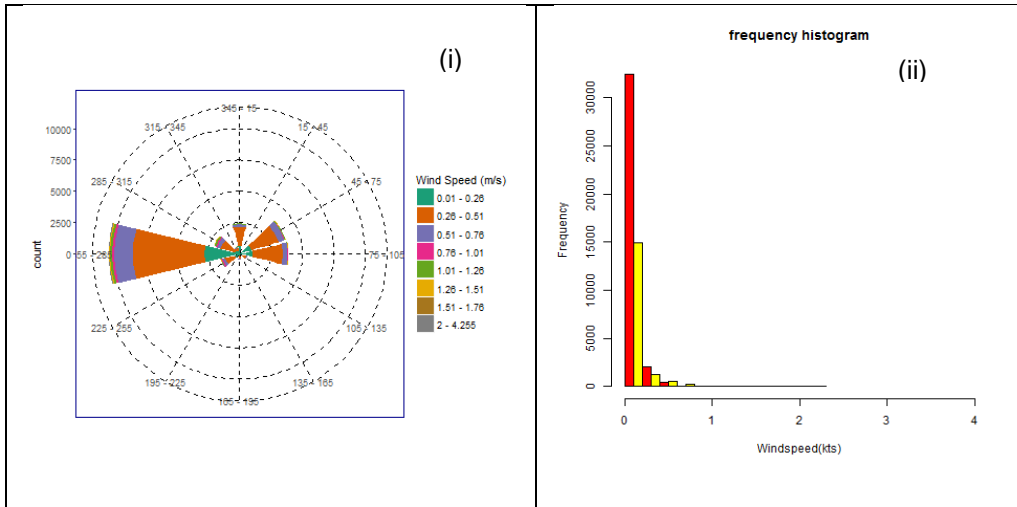 (i)
345 - 15
315 - 345
15 - 45
10000
7500
285 - 315
45 - 75
5000
2500
0
255 - 285
75 - 105
count
225 - 255
105 - 135
195 - 225
135 - 165
165 - 195
Wind Speed (m/s)
0.01 - 0.26
0.26 - 0.51
0.51 - 0.76
0.76 - 1.01
1.01 - 1.26
1.26 - 1.51
1.51 - 1.76
2 - 4.255
frequency histogram
(ii)
Frequency
30000
25000
20000
15000
10000
5000
0
0 1 2 3 4
Windspeed(kts)